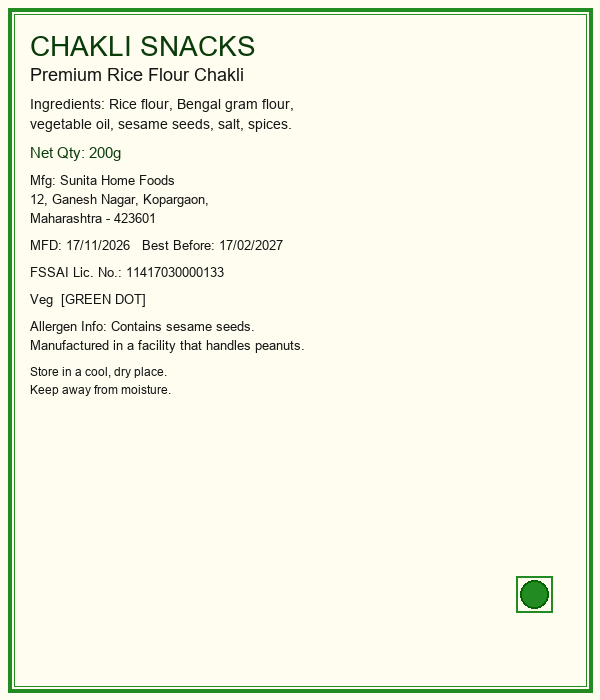 CHAKLI SNACKS
Premium Rice Flour Chakli
Ingredients: Rice flour, Bengal gram flour,
vegetable oil, sesame seeds, salt, spices.
Net Qty: 200g
Mfg: Sunita Home Foods
12, Ganesh Nagar, Kopargaon,
Maharashtra - 423601
MFD: 17/11/2026   Best Before: 17/02/2027
FSSAI Lic. No.: 11417030000133
Veg  [GREEN DOT]
Allergen Info: Contains sesame seeds.
Manufactured in a facility that handles peanuts.
Store in a cool, dry place.
Keep away from moisture.